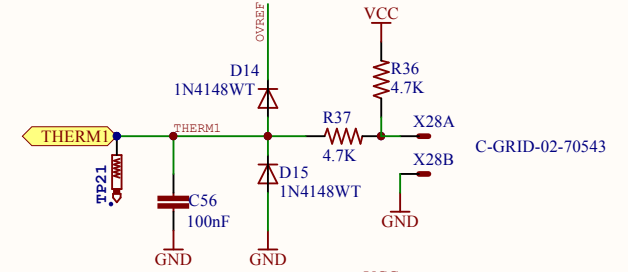 OVREF
VCC
D14
1N4148WT
R36
4.7K
THERM1
THERM1
R37
4.7K
X28A
C-GRID-02-70543
X28B
TP21
D15
1N4148WT
C56
100nF
GND
GND
GND